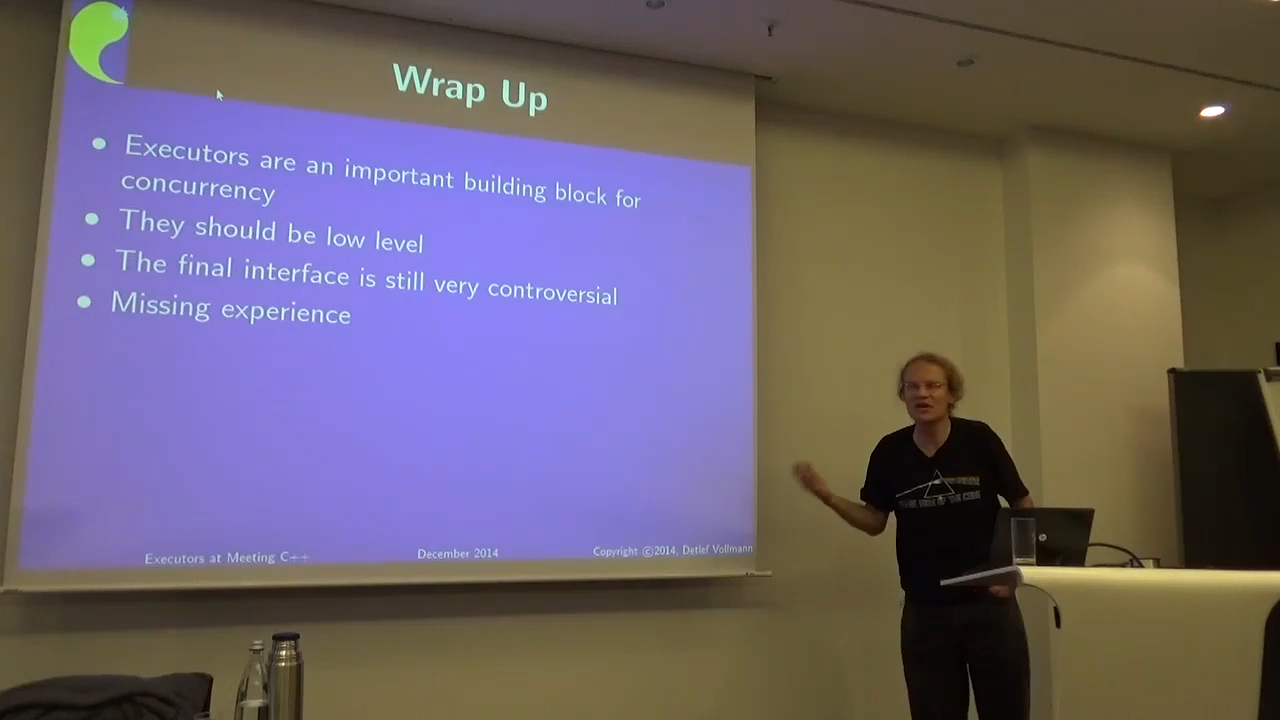 Wrap Up
• Executors are an important building block for
concurrency
• They should be low level
• The final interface is still very controversial
• Missing experience
Executors at Meeting C++
December 2014
Copyright ©2014, Detlef Vollmann